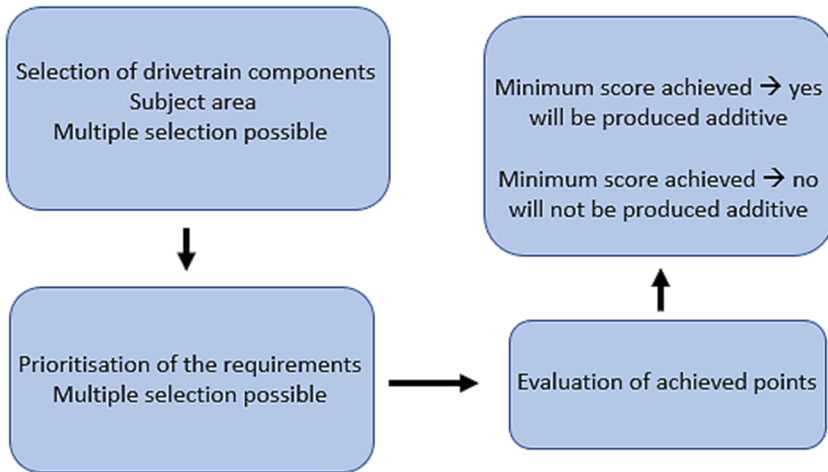 Selection of drivetrain components
Subject area
Multiple selection possible
Prioritisation of the requirements
Multiple selection possible
Evaluation of achieved points
Minimum score achieved → yes
will be produced additive
Minimum score achieved → no
will not be produced additive